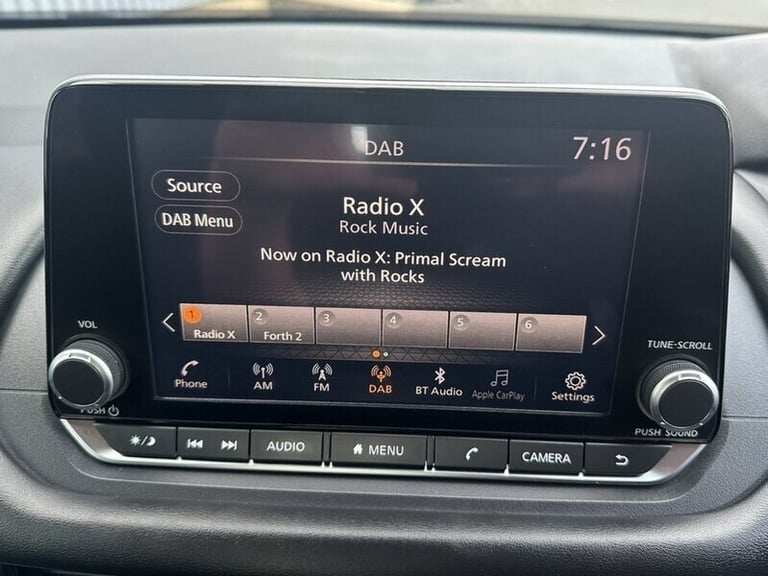 DAB
7:16
Source
DAB Menu
Radio X
Rock Music
Now on Radio X: Primal Scream
with Rocks
1
Radio X
2
Forth 2
3
4
5
6
Phone
AM
FM
DAB
BT Audio
Apple CarPlay
Settings
VOL
PUSH
TUNE-SCROLL
PUSH SOUND
AUDIO
MENU
CAMERA